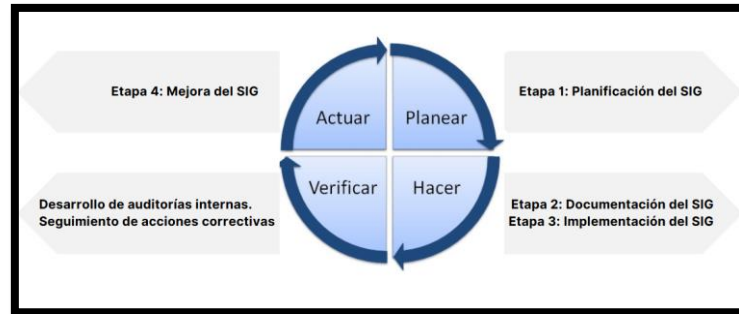 Etapa 4: Mejora del SIG
Actuar
Planear
Etapa 1: Planificación del SIG
Desarrollo de auditorías internas.
Seguimiento de acciones correctivas
Verificar
Hacer
Etapa 2: Documentación del SIG
Etapa 3: Implementación del SIG